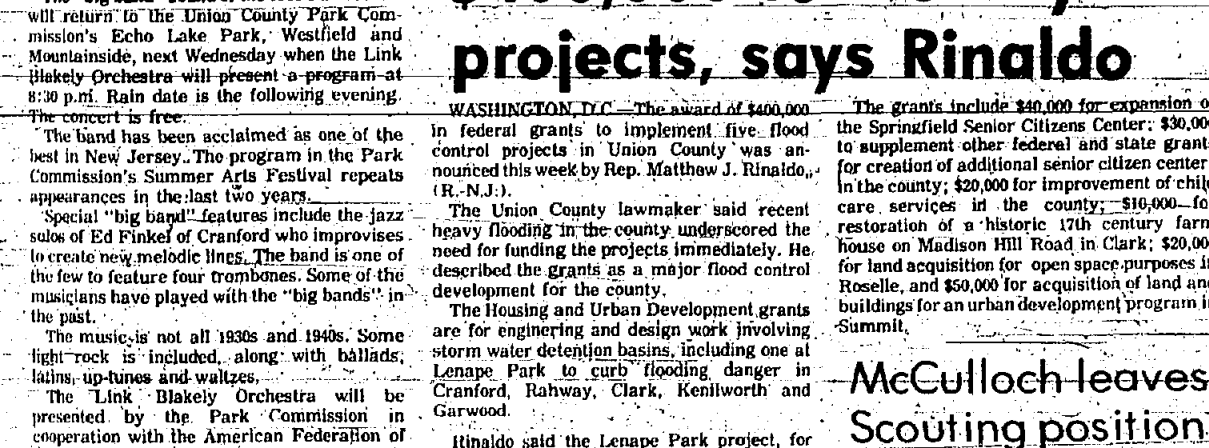 will return to the Union County Park Com-
mission's Echo Lake Park, Westfield and
Mountainside, next Wednesday when the Link
Blakely Orchestra will present a program at
8:30 p.m. Rain date is the following evening.
The concert is free.
The band has been acclaimed as one of the
best in New Jersey. The program in the Park
Commission's Summer Arts Festival repeats
appearances in the last two years.
Special "big band" features include the jazz
solos of Ed Finkel of Cranford who improvises
to create new melodic lines. The band is one of
the few to feature four trombones. Some of the
musicians have played with the "big bands" in
the past.
The music is not all 1930s and 1940s. Some
light rock is included, along with ballads,
latins, up-tunes and waltzes.
The Link Blakely Orchestra will be
presented by the Park Commission in
cooperation with the American Federation of
projects, says Rinaldo
WASHINGTON, D.C.—The award of $400,000
in federal grants to implement five flood
control projects in Union County was an-
nounced this week by Rep. Matthew J. Rinaldo,
(R.-N.J.).
The Union County lawmaker said recent
heavy flooding in the county underscored the
need for funding the projects immediately. He
described the grants as a major flood control
development for the county.
The Housing and Urban Development grants
are for enginering and design work involving
storm water detention basins, including one at
Lenape Park to curb flooding danger in
Cranford, Rahway, Clark, Kenilworth and
Garwood.
Rinaldo said the Lenape Park project, for
The grants include $40,000 for expansion o
the Springfield Senior Citizens Center; $30,00
to supplement other federal and state grant
for creation of additional senior citizen center
in the county; $20,000 for improvement of chil
care services in the county; $10,000 fo
restoration of a historic 17th century farm
house on Madison Hill Road in Clark; $20,00
for land acquisition for open space purposes i
Roselle, and $50,000 for acquisition of land an
buildings for an urban development program i
Summit.
McCulloch leaves
Scouting position